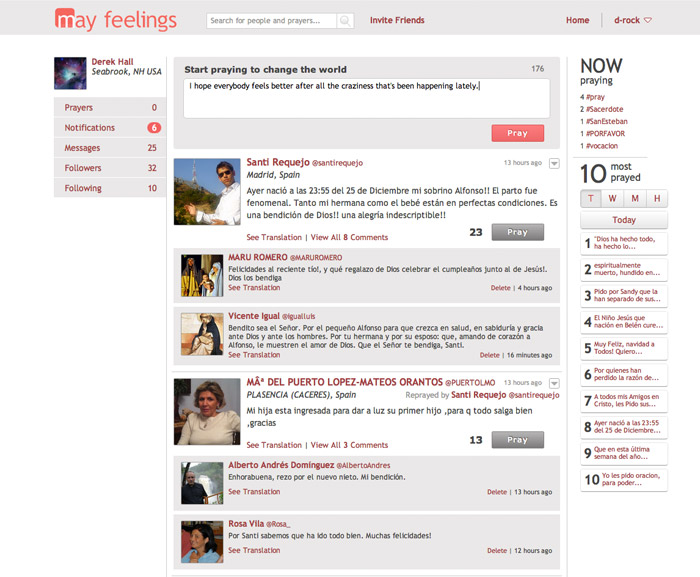 may feelings
Search for people and prayers...
Invite Friends
Home
d-rock
Derek Hall
Seabrook, NH USA
Prayers 0
Notifications 6
Messages 25
Followers 32
Following 10
Start praying to change the world 176
I hope everybody feels better after all the craziness that's been happening lately.
Pray
Santi Requejo @santirequejo 13 hours ago
Madrid, Spain
Ayer nació a las 23:55 del 25 de Diciembre mi sobrino Alfonso!! El parto fue
fenomenal. Tanto mi hermana como el bebé están en perfectas condiciones. Es
una bendición de Dios!! una alegría indescriptible!!
See Translation | View All 8 Comments 23 Pray
MARU ROMERO @MARUROMERO
Felicidades al reciente tiol, y qué regalazo de Dios celebrar el cumpleaños junto al de Jesús!.
Dios los bendiga
See Translation Delete | 4 hours ago
Vicente Igual @Igualluis
Bendito sea el Señor. Por el pequeño Alfonso para que crezca en salud, en sabiduría y gracia
ante Dios y ante los hombres. Por tu hermana y por su esposo: que, amando de corazón a
Alfonso, le muestren el amor de Dios. Que el Señor te bendiga, Santi.
See Translation Delete | 16 minutes ago
MÂª DEL PUERTO LOPEZ-MATEOS ORANTOS @PUERTOLMO 13 hours ago
PLASENCIA (CACERES), Spain Reprayed by Santi Requejo @santirequejo
Mi hija esta ingresada para dar a luz su primer hijo ,para q todo salga bien
,gracias
See Translation | View All 3 Comments 13 Pray
Alberto Andrés Domínguez @AlbertoAndres
Enhorabuena, rezo por el nuevo nieto. Mi bendición.
See Translation Delete | 13 hours ago
Rosa Vila @Rosa_
Por Santi sabemos que ha ido todo bien. Muchas felicidades!
See Translation Delete | 12 hours ago
NOW
praying
4 #pray
2 #Sacerdote
1 #SanEsteban
1 #PORFAVOR
1 #vocacion
10 most
prayed
T W M H
Today
1 "Dios ha hecho todo,
ha hecho lo...
2 espiritualmente
muerto, hundido en...
3 Pido por Sandy que la
han separado de sus...
4 El Niño Jesús que
nación en Belén cure...
5 Muy Feliz, navidad a
Todos! Quiero...
6 Por quienes han
perdido la razón de...
7 A todos mis Amigos en
Cristo, les Pido sus...
8 Ayer nació a las 23:55
del 25 de Diciembre...
9 Que en esta última
semana del año...
10 Yo les pido oracion,
para poder...